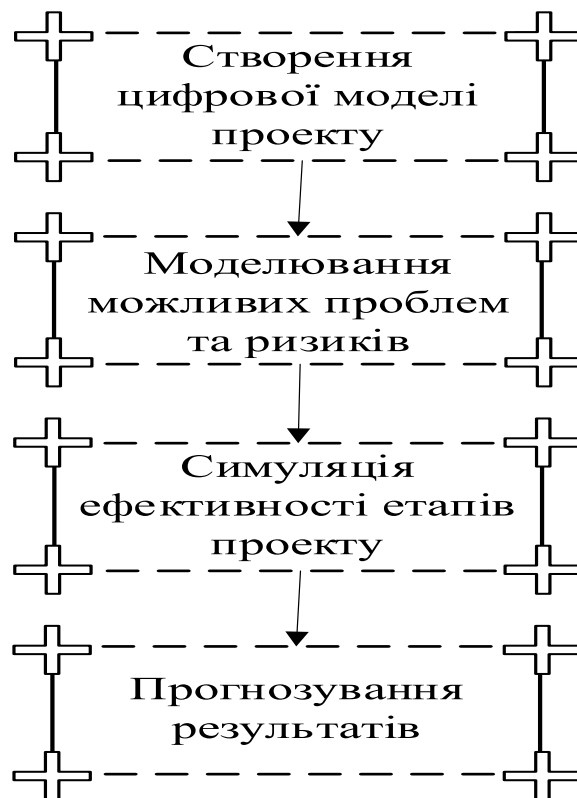 Створення
цифрової моделі
проекту
Моделювання
можливих проблем
та ризиків
Симуляція
ефективності етапів
проекту
Прогнозування
результатів